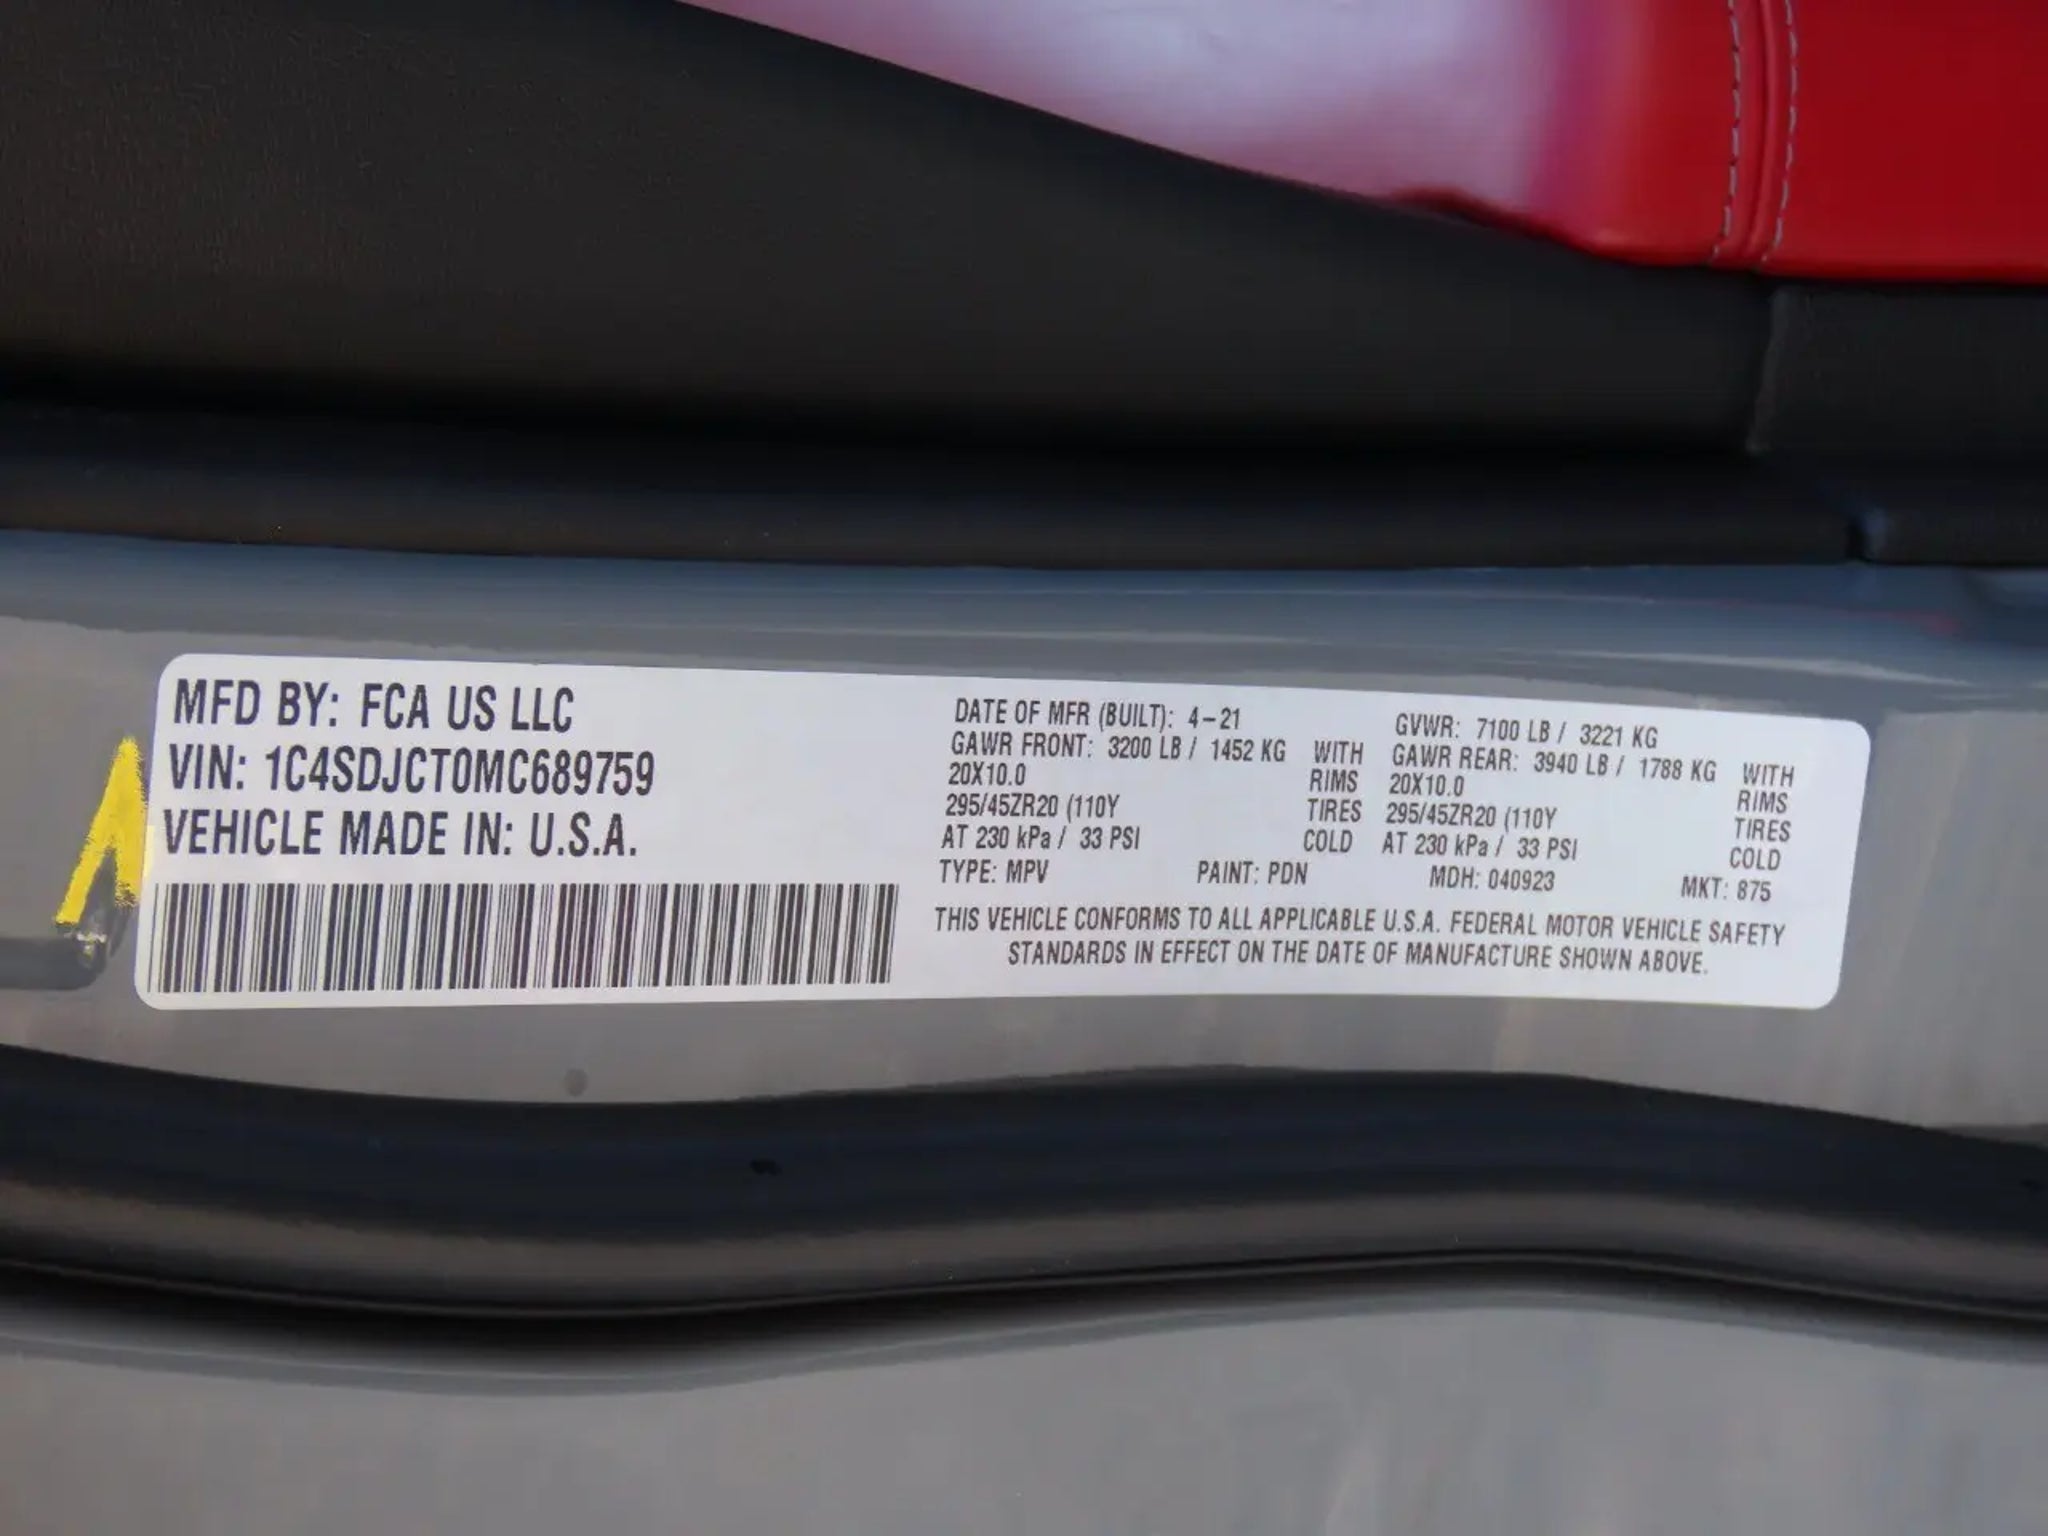 MFD BY: FCA US LLC
VIN: 1C4SDJCT0MC689759
VEHICLE MADE IN: U.S.A.
DATE OF MFR (BUILT): 4-21
GAWR FRONT: 3200 LB / 1452 KG WITH
20X10.0 RIMS
295/45ZR20 (110Y TIRES
AT 230 kPa / 33 PSI COLD
GVWR: 7100 LB / 3221 KG
GAWR REAR: 3940 LB / 1788 KG WITH
20X10.0 RIMS
295/45ZR20 (110Y TIRES
AT 230 kPa / 33 PSI COLD
TYPE: MPV PAINT: PDN MDH: 040923 MKT: 875
THIS VEHICLE CONFORMS TO ALL APPLICABLE U.S.A. FEDERAL MOTOR VEHICLE SAFETY
STANDARDS IN EFFECT ON THE DATE OF MANUFACTURE SHOWN ABOVE.